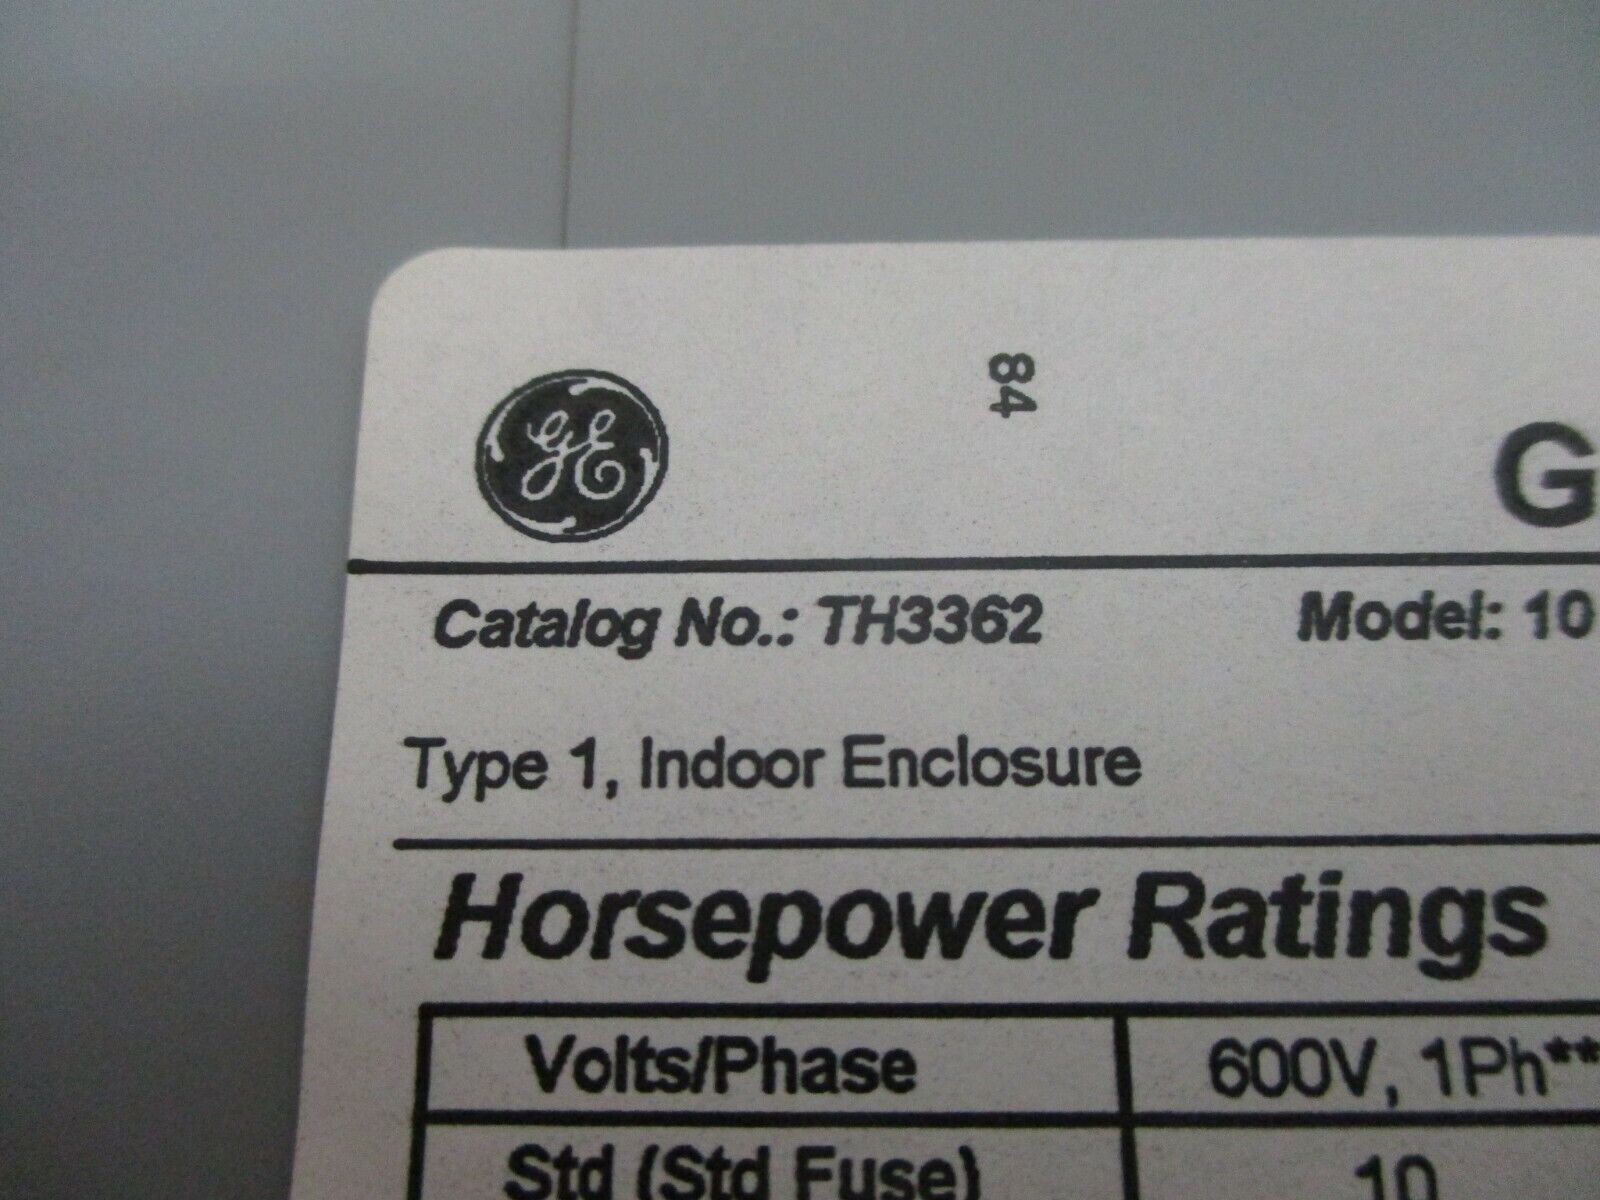 84
GE
G
Catalog No.: TH3362 Model: 10
Type 1, Indoor Enclosure
Horsepower Ratings
Volts/Phase 600V, 1Ph**
Std (Std Fuse) 10